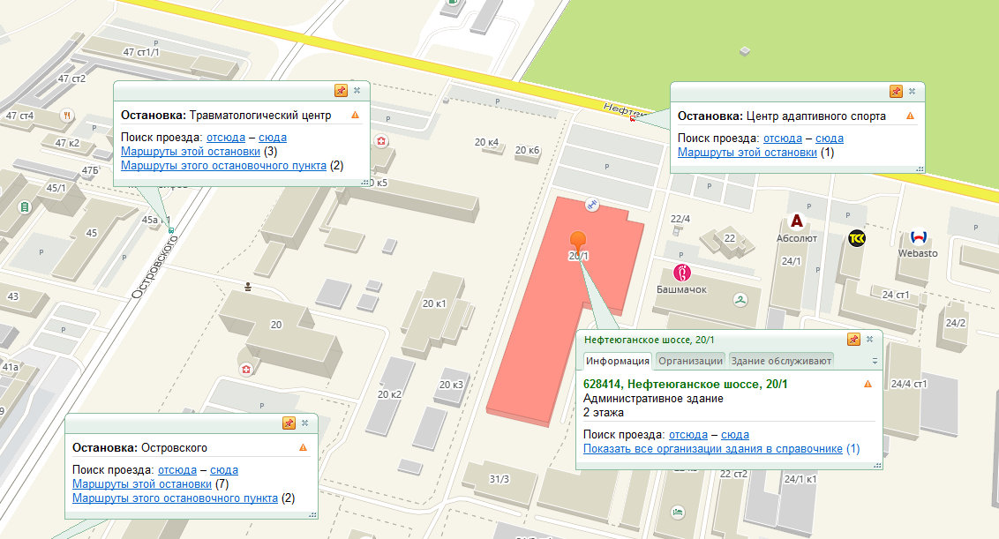 47 ст1/1
P
47 ст2
47 ст4
P
47 к2
47Б
45/1
45а
45
P
P
43
P
41а
Островского
Остановка: Травматологический центр
Поиск проезда: отсюда – сюда
Маршруты этой остановки (3)
Маршруты этого остановочного пункта (2)
P
P
Остановка: Центр адаптивного спорта
Поиск проезда: отсюда – сюда
Маршруты этой остановки (1)
20 к4
20 к6
P
P
P
P
P
22/4
22
P
Абсолют
24/1
P
ТСК
Webasto
Башмачок
24 ст1
24/2
24/4 ст1
20/1
20
20 к1
20 к2
20 к3
P
Нефтеюганское шоссе, 20/1
Информация
Организации
Здание обслуживают
628414, Нефтеюганское шоссе, 20/1
Административное здание
2 этажа
Поиск проезда: отсюда – сюда
Показать все организации здания в справочнике (1)
Остановка: Островского
Поиск проезда: отсюда – сюда
Маршруты этой остановки (7)
Маршруты этого остановочного пункта (2)
31/3
22 ст2
24/1 к1